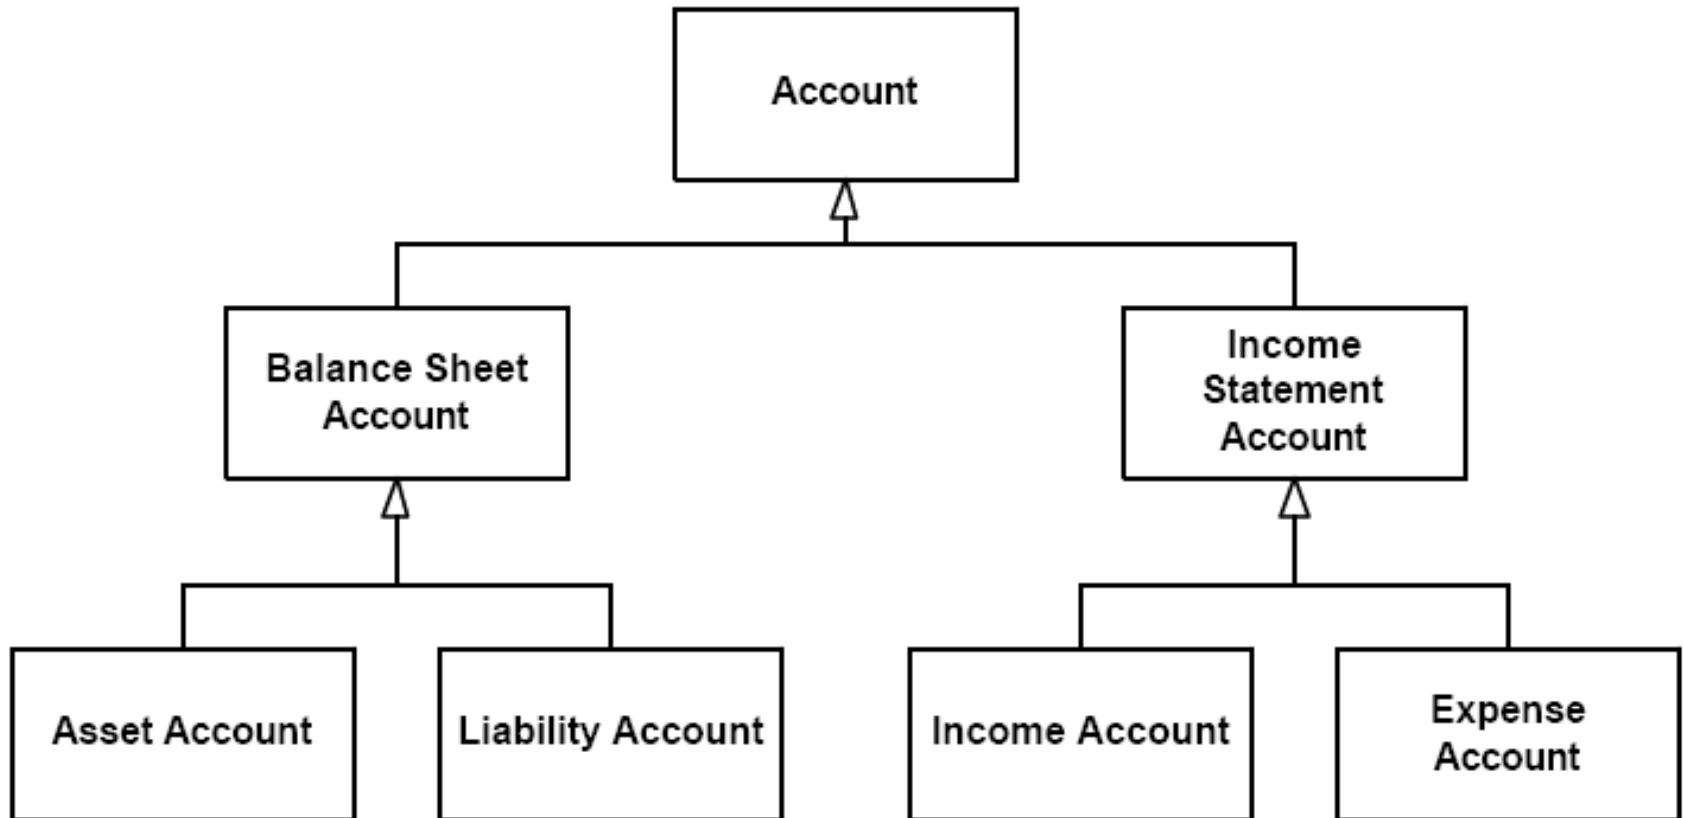 Account
Balance Sheet
Account
Income
Statement
Account
Asset Account
Liability Account
Income Account
Expense
Account